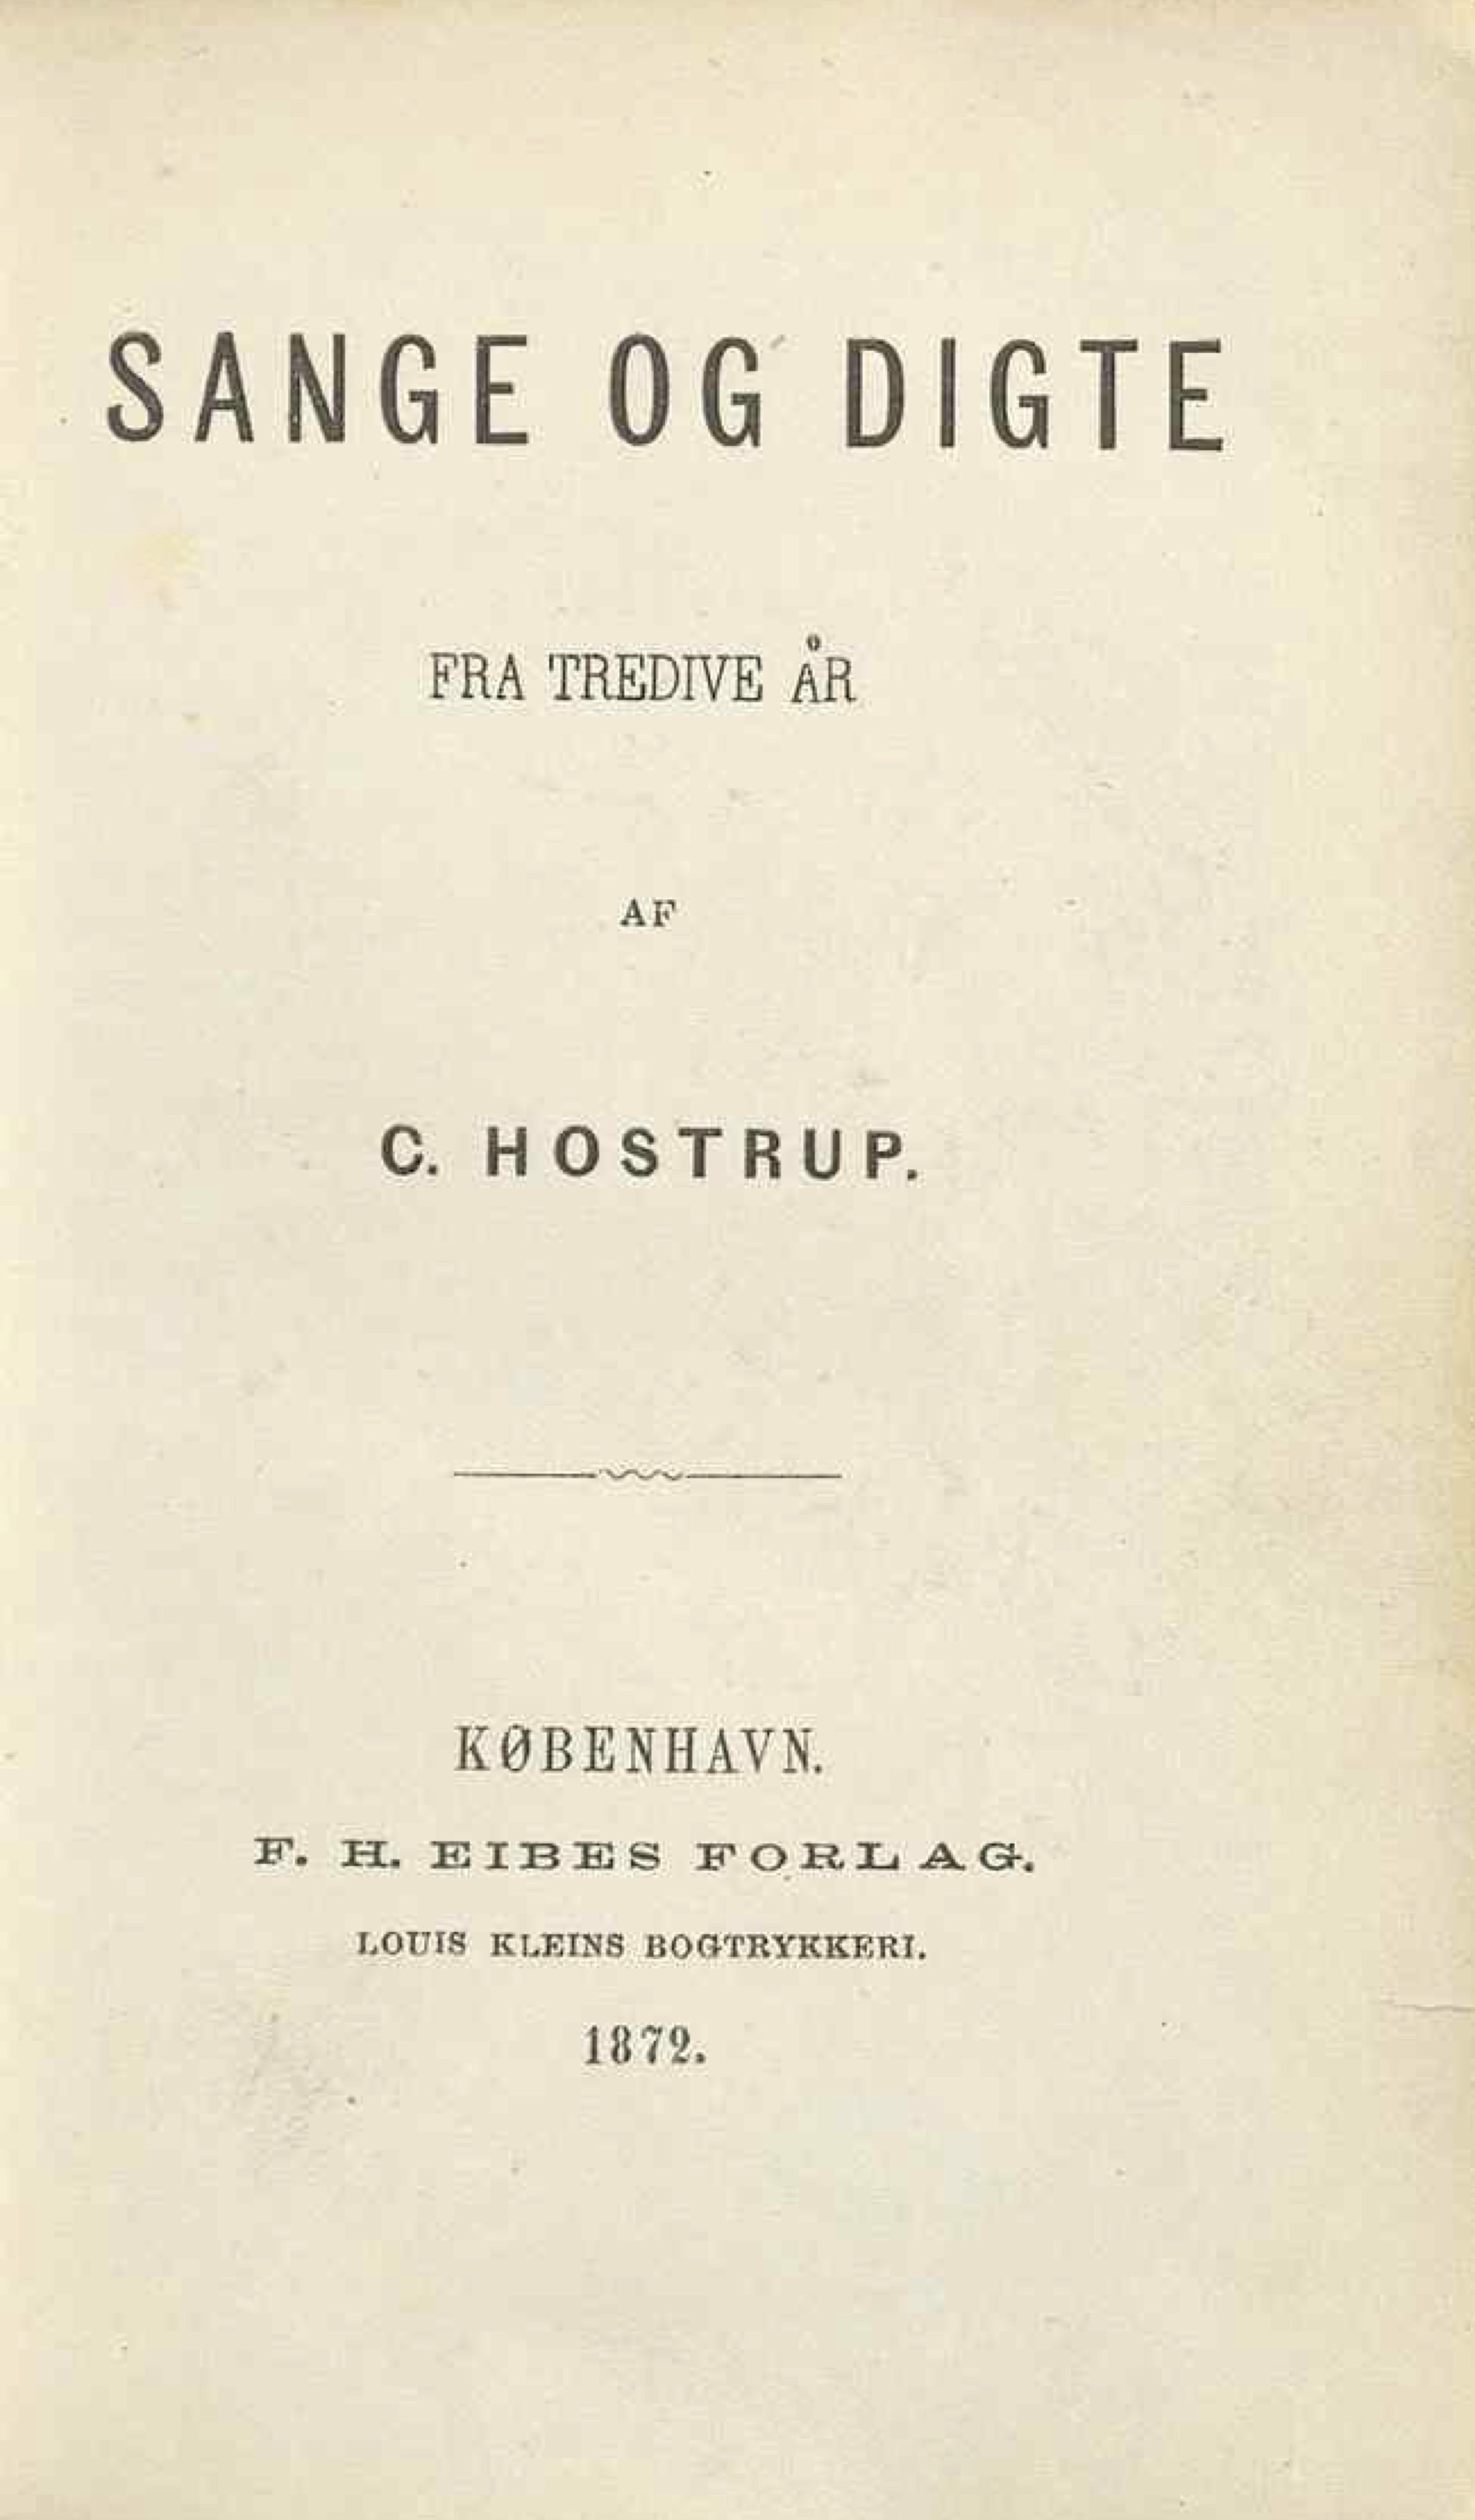 SANGE OG DIGTE
FRA TREDIVE ÅR
AF
C. HOSTRUP.
KØBENHAVN.
F. H. EIBES FORLAG.
LOUIS KLEINS BOGTRYKKERI.
1872.